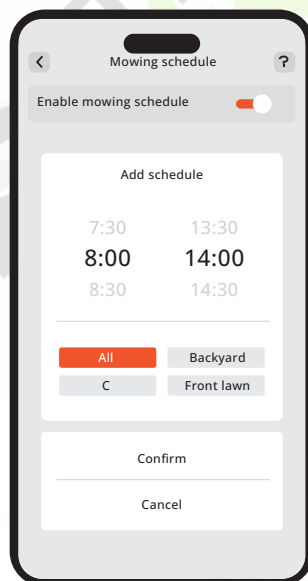 Mowing schedule ?
Enable mowing schedule
Add schedule
7:30 13:30
8:00 14:00
8:30 14:30
All Backyard
C Front lawn
Confirm
Cancel